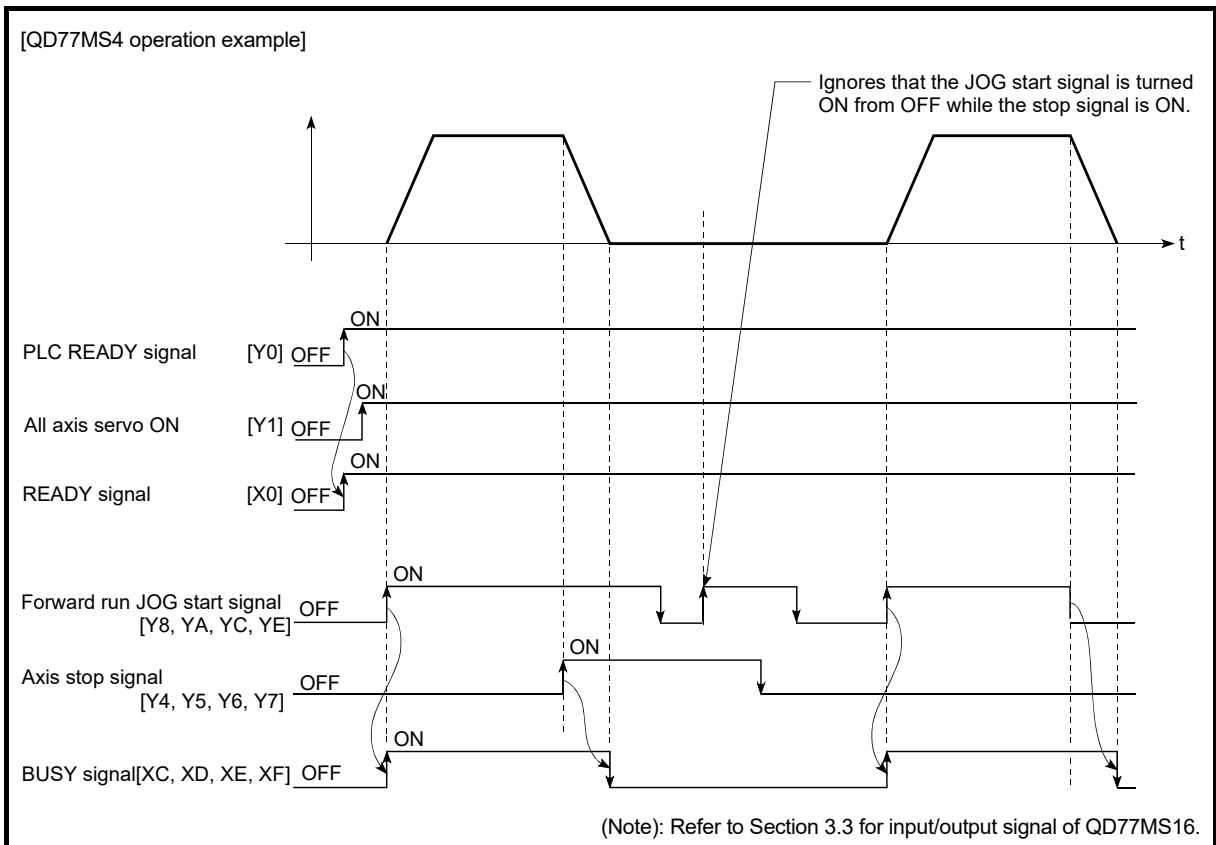 [QD77MS4 operation example]
Ignores that the JOG start signal is turned
ON from OFF while the stop signal is ON.
t
ON
PLC READY signal [Y0] OFF
ON
All axis servo ON [Y1] OFF
ON
READY signal [X0] OFF
ON
Forward run JOG start signal OFF
[Y8, YA, YC, YE]
ON
Axis stop signal OFF
[Y4, Y5, Y6, Y7]
ON
BUSY signal[XC, XD, XE, XF] OFF
(Note): Refer to Section 3.3 for input/output signal of QD77MS16.